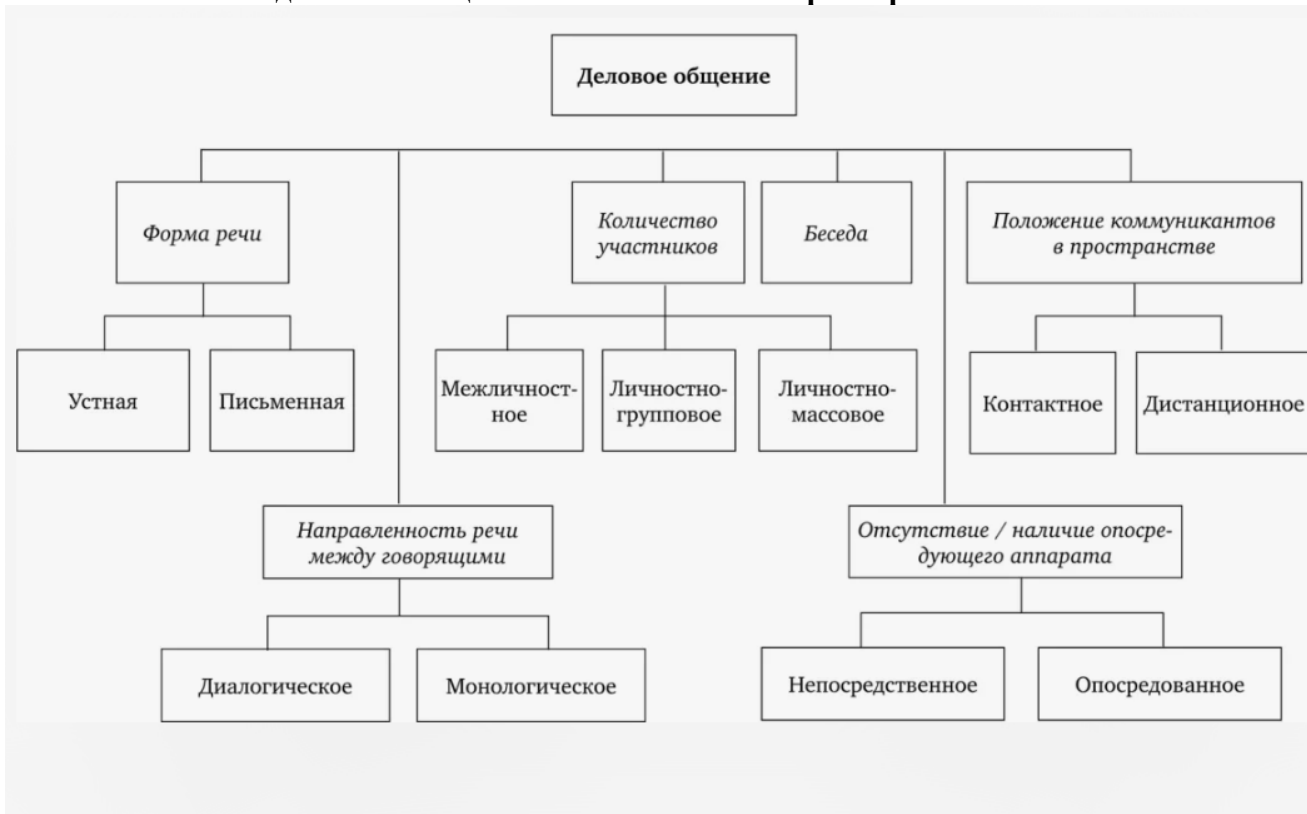 Деловое общение
Форма речи
Количество
участников
Беседа
Положение коммуникантов
в пространстве
Устная
Письменная
Межличност-
ное
Личностно-
групповое
Личностно-
массовое
Контактное
Дистанционное
Направленность речи
между говорящими
Отсутствие / наличие опосре-
дующего аппарата
Диалогическое
Монологическое
Непосредственное
Опосредованное